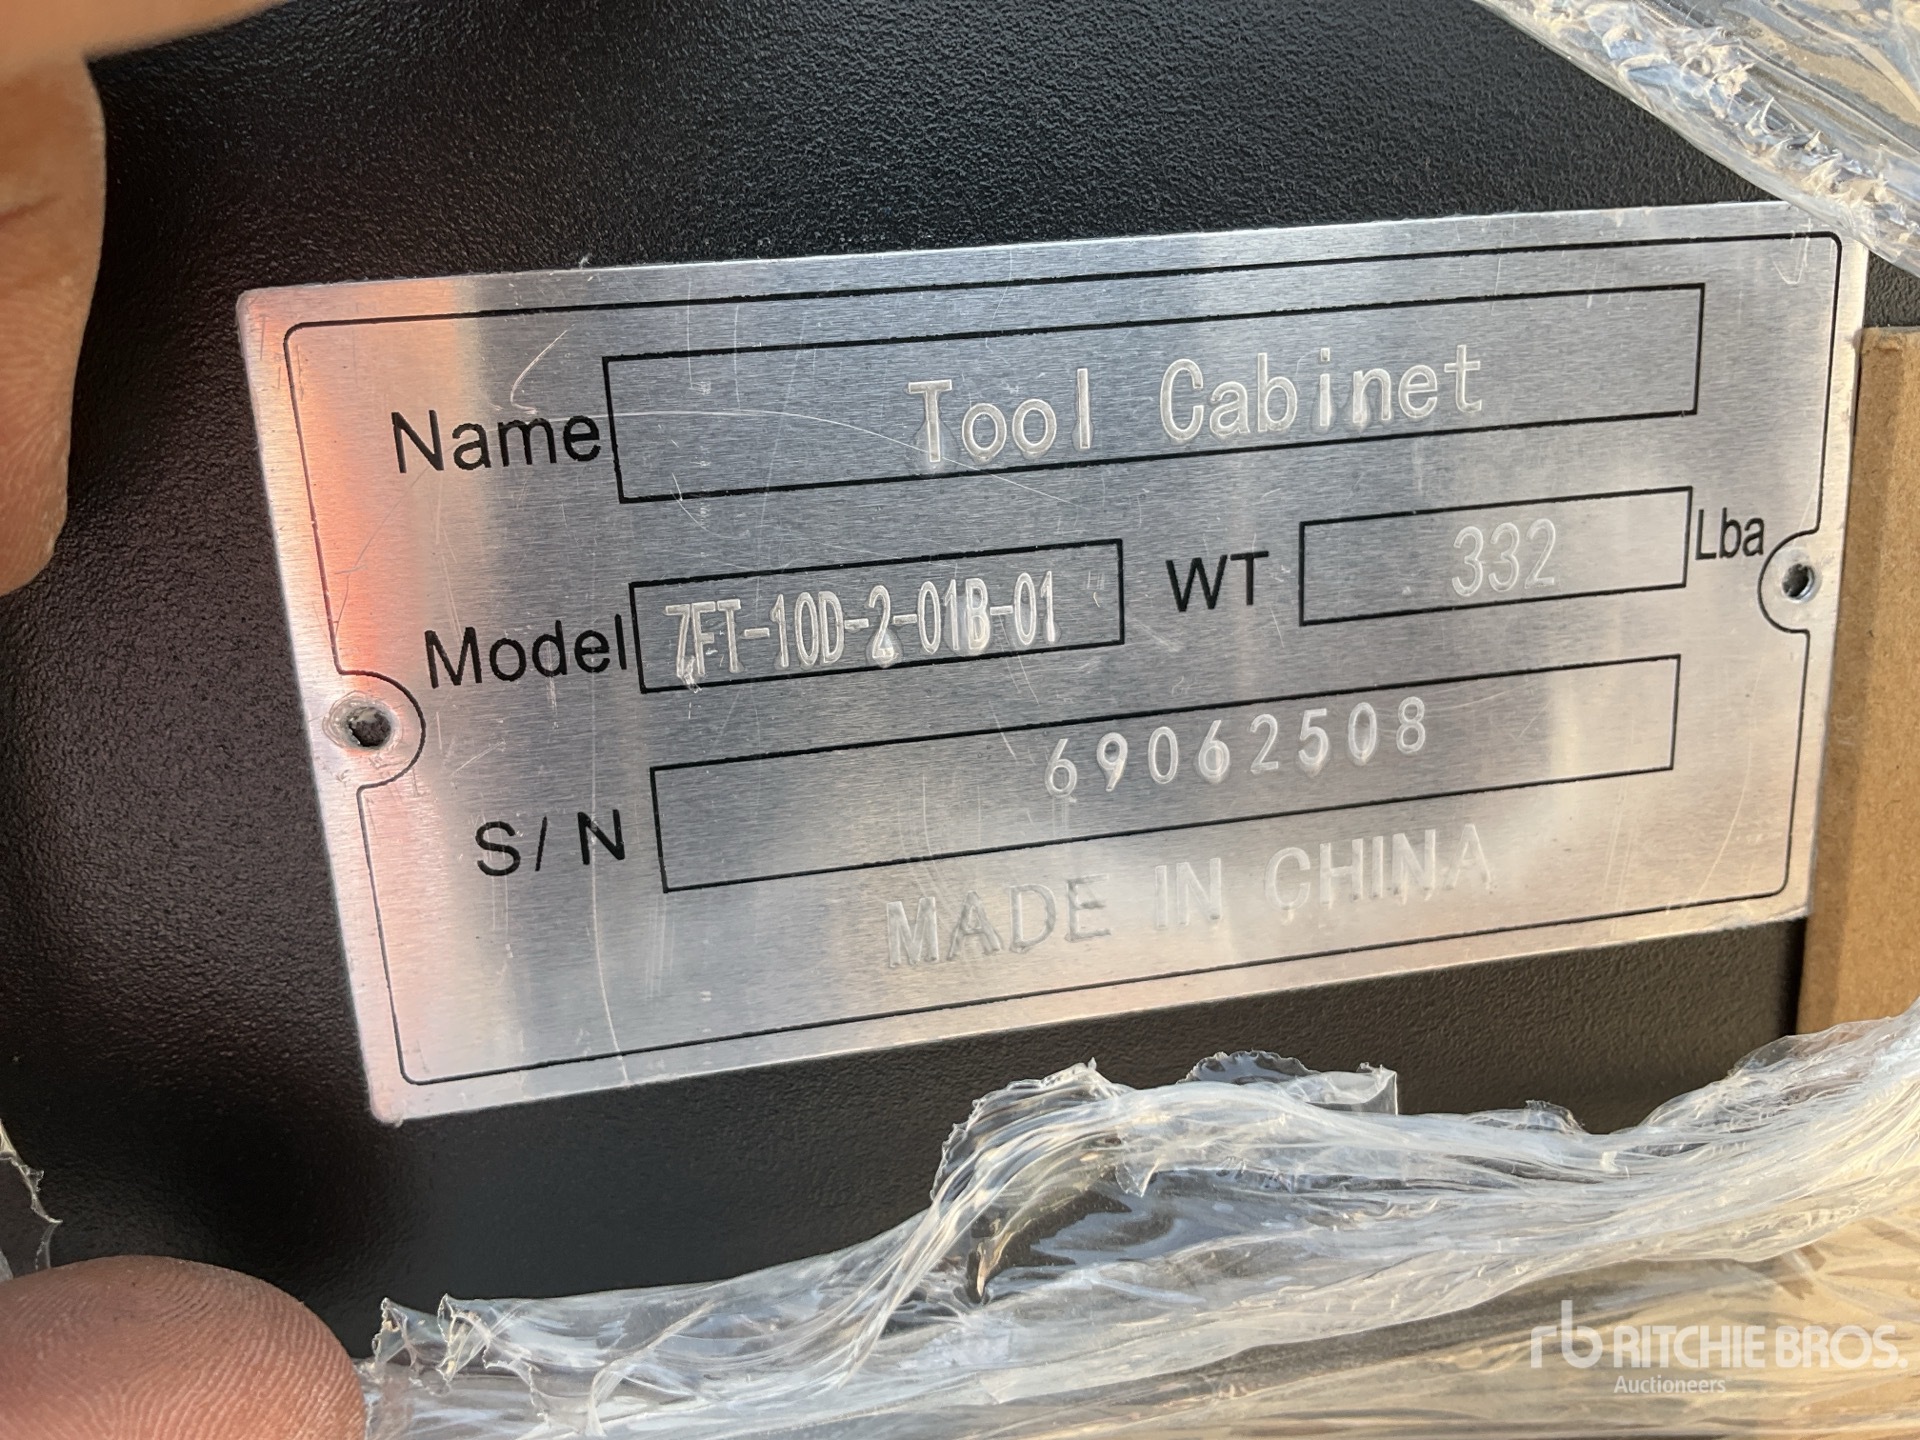 Name Tool Cabinet
Model 7FT-10D-2-01B-01 WT 332 Lba
S/N 69062508
MADE IN CHINA
rb RITCHIE BROS.
Auctioneers